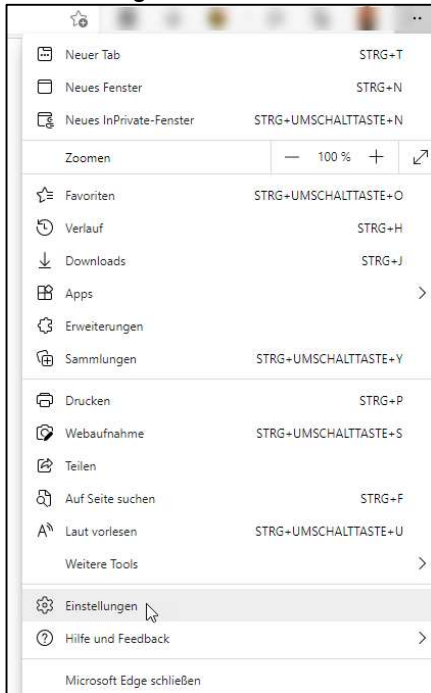 Neuer Tab STRG+T
Neues Fenster STRG+N
Neues InPrivate-Fenster STRG+UMSCHALTTASTE+N
Zoomen — 100 % +
Favoriten STRG+UMSCHALTTASTE+O
Verlauf STRG+H
Downloads STRG+J
Apps
Erweiterungen
Sammlungen STRG+UMSCHALTTASTE+Y
Drucken STRG+P
Webaufnahme STRG+UMSCHALTTASTE+S
Teilen
Auf Seite suchen STRG+F
Laut vorlesen STRG+UMSCHALTTASTE+U
Weitere Tools
Einstellungen
Hilfe und Feedback
Microsoft Edge schließen